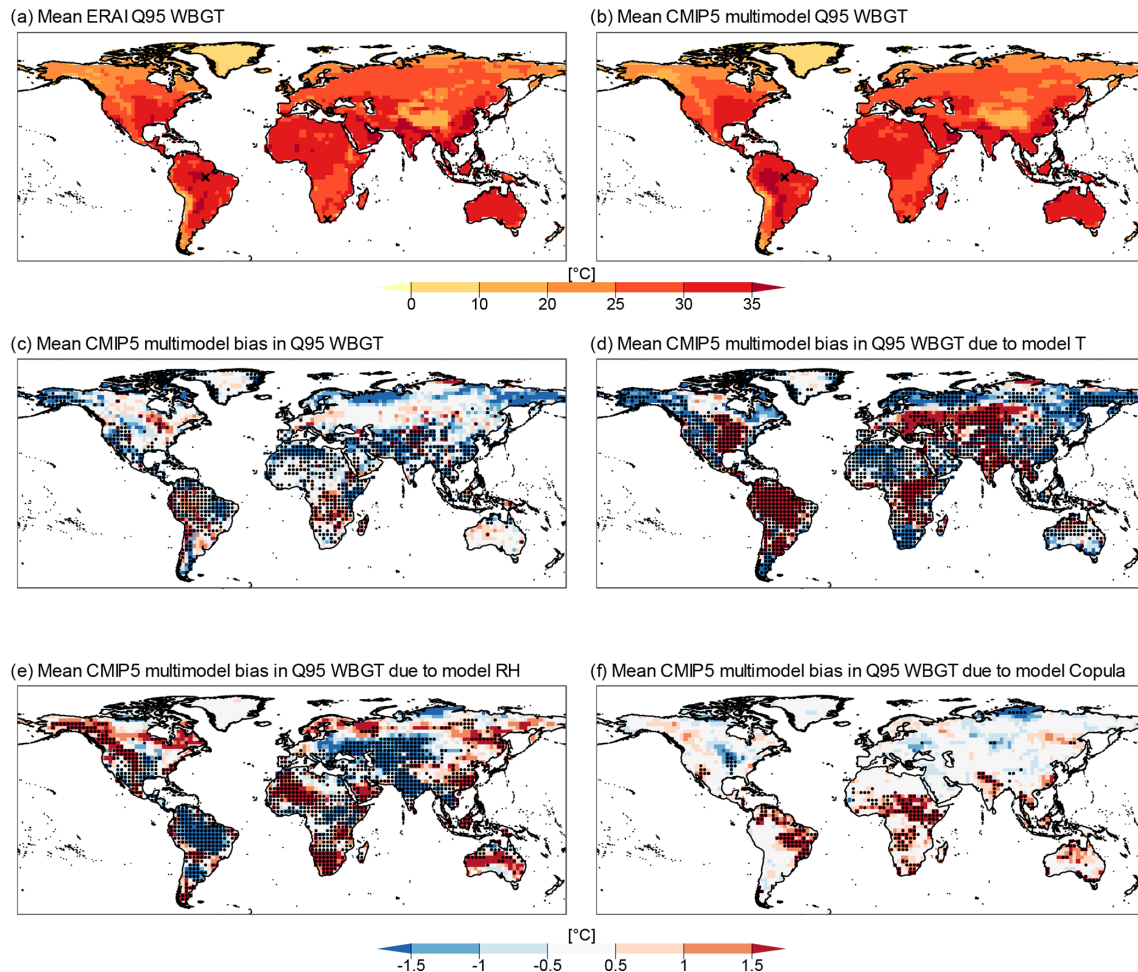 (a) Mean ERAI Q95 WBGT
(b) Mean CMIP5 multimodel Q95 WBGT
[°C]
0 10 20 25 30 35
(c) Mean CMIP5 multimodel bias in Q95 WBGT
(d) Mean CMIP5 multimodel bias in Q95 WBGT due to model T
(e) Mean CMIP5 multimodel bias in Q95 WBGT due to model RH
(f) Mean CMIP5 multimodel bias in Q95 WBGT due to model Copula
[°C]
-1.5 -1 -0.5 0.5 1 1.5